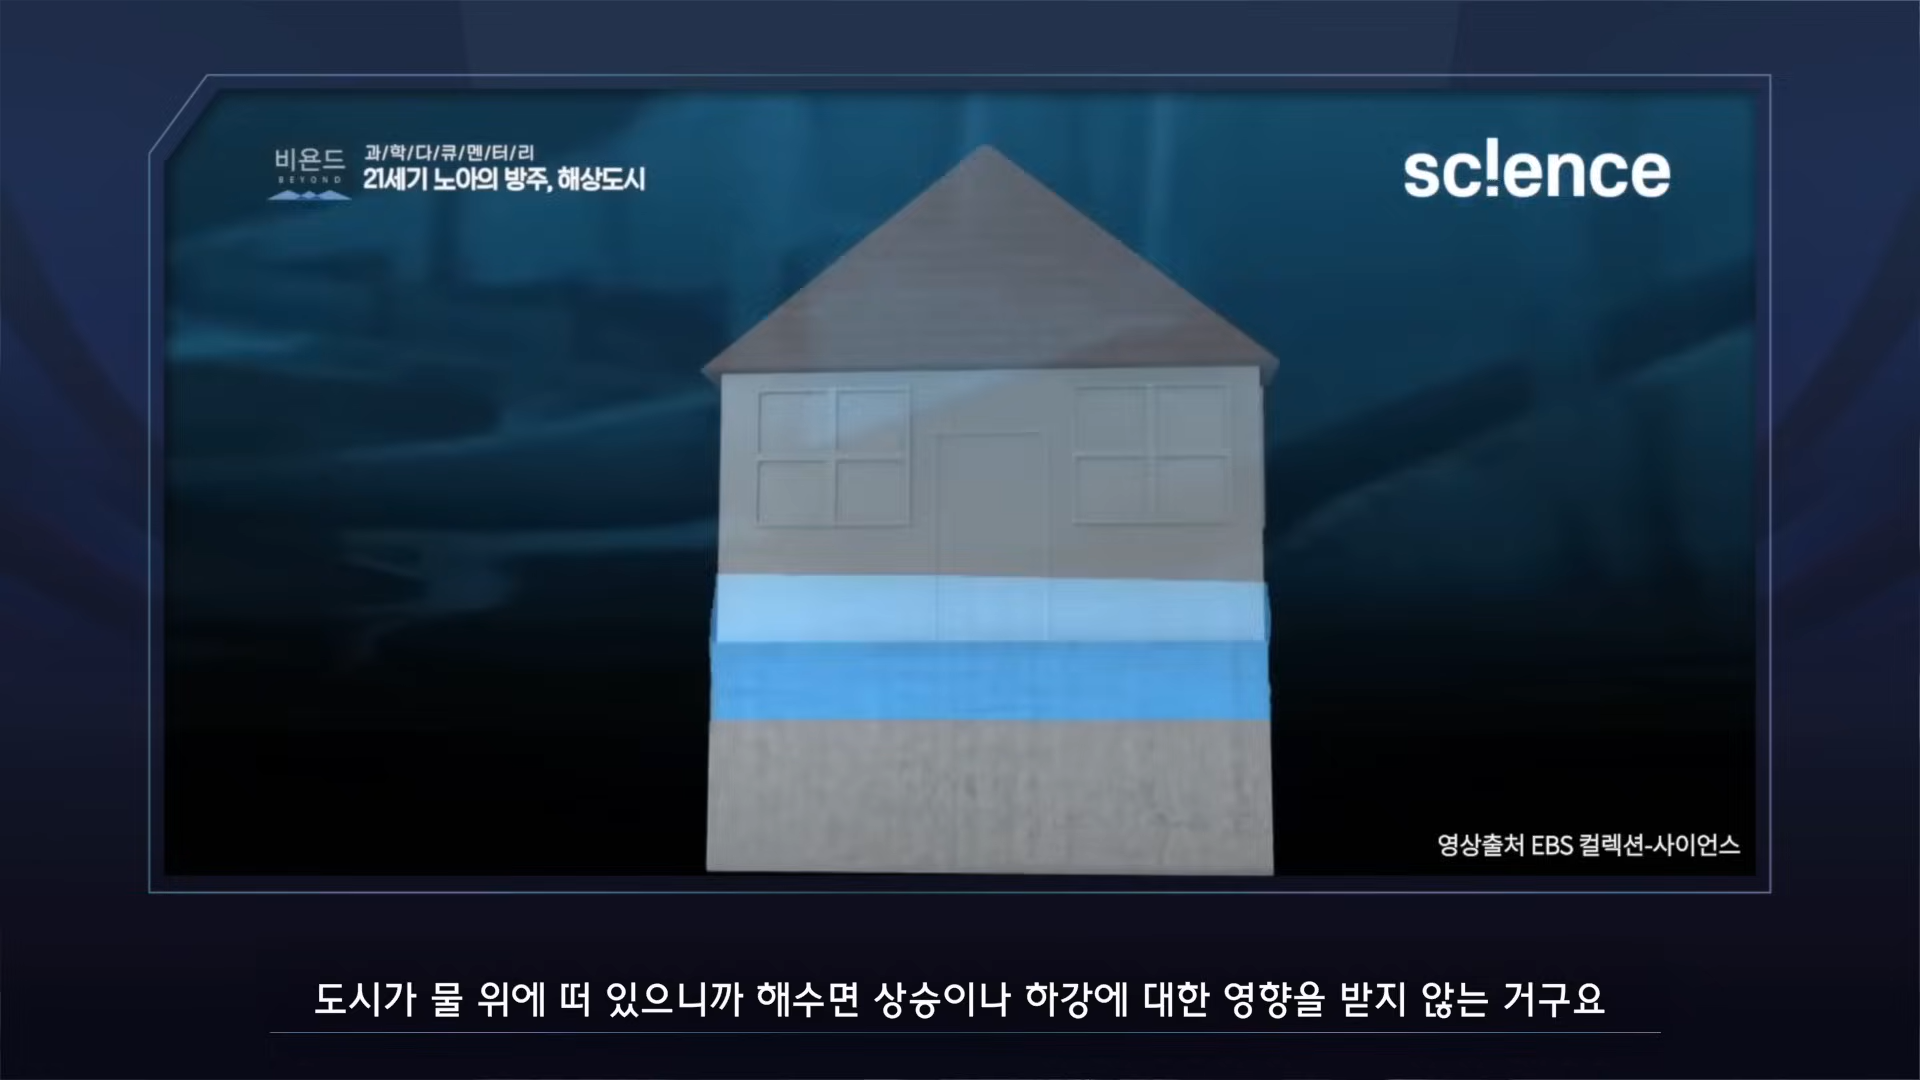 비욘드
BEYOND
과/학/다/큐/멘/터/리
21세기 노아의 방주, 해상도시
sc!ence
영상출처 EBS 컬렉션-사이언스
도시가 물 위에 떠 있으니까 해수면 상승이나 하강에 대한 영향을 받지 않는 거구요